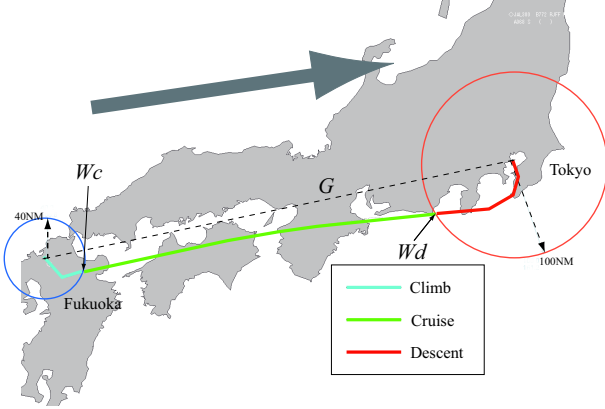 Wc
G
40NM
Tokyo
Wd
100NM
Fukuoka
Climb
Cruise
Descent